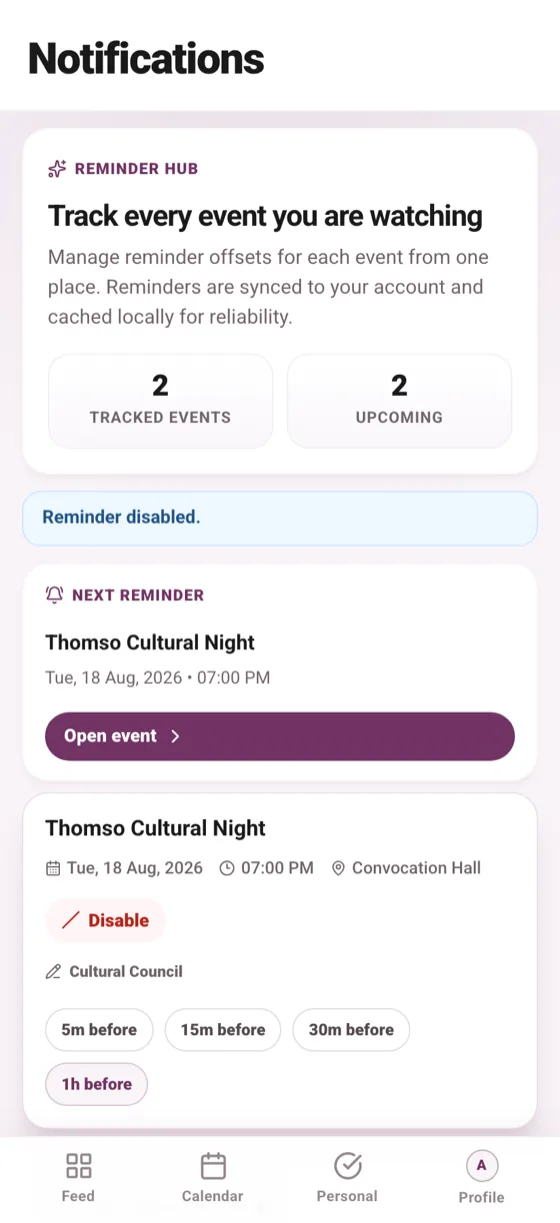 Notifications
REMINDER HUB
Track every event you are watching
Manage reminder offsets for each event from one
place. Reminders are synced to your account and
cached locally for reliability.
2
TRACKED EVENTS
2
UPCOMING
Reminder disabled.
NEXT REMINDER
Thomso Cultural Night
Tue, 18 Aug, 2026 • 07:00 PM
Open event
Thomso Cultural Night
Tue, 18 Aug, 2026 07:00 PM Convocation Hall
Disable
Cultural Council
5m before 15m before 30m before
1h before
A
Feed Calendar Personal Profile